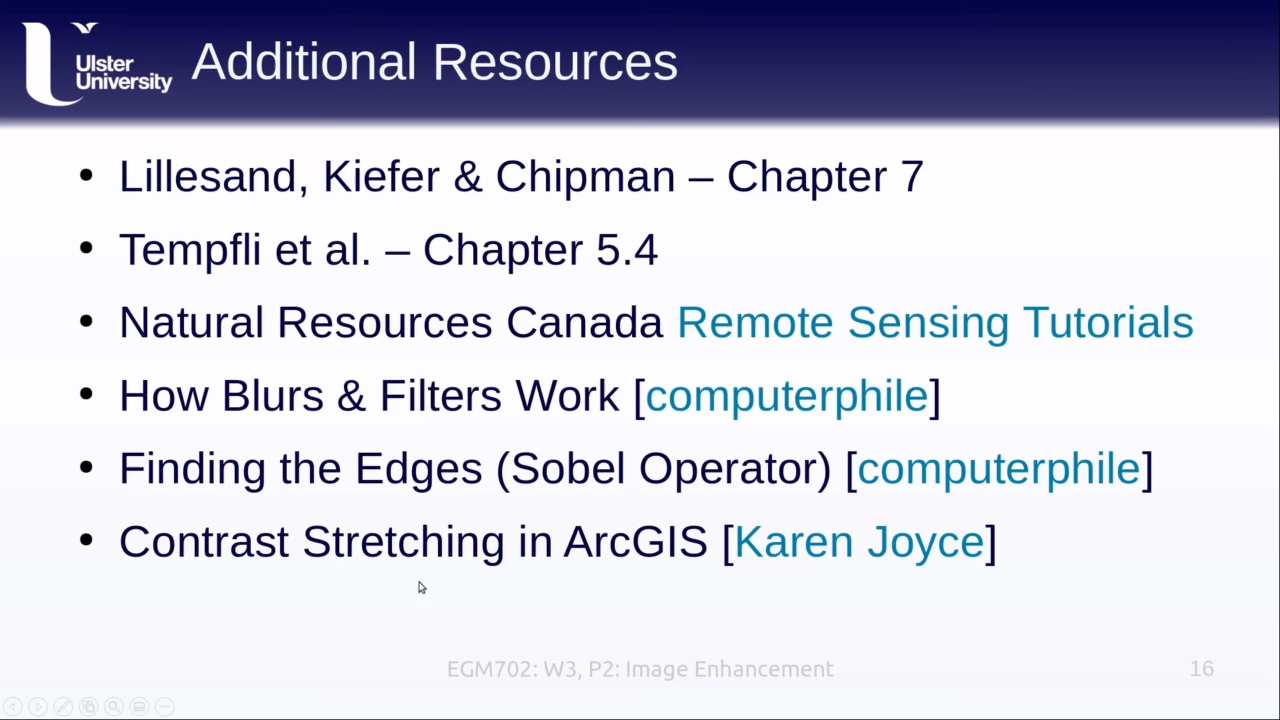 Ulster
University
Additional Resources
• Lillesand, Kiefer & Chipman – Chapter 7
• Tempfli et al. – Chapter 5.4
• Natural Resources Canada Remote Sensing Tutorials
• How Blurs & Filters Work [computerphile]
• Finding the Edges (Sobel Operator) [computerphile]
• Contrast Stretching in ArcGIS [Karen Joyce]
EGM702: W3, P2: Image Enhancement
16